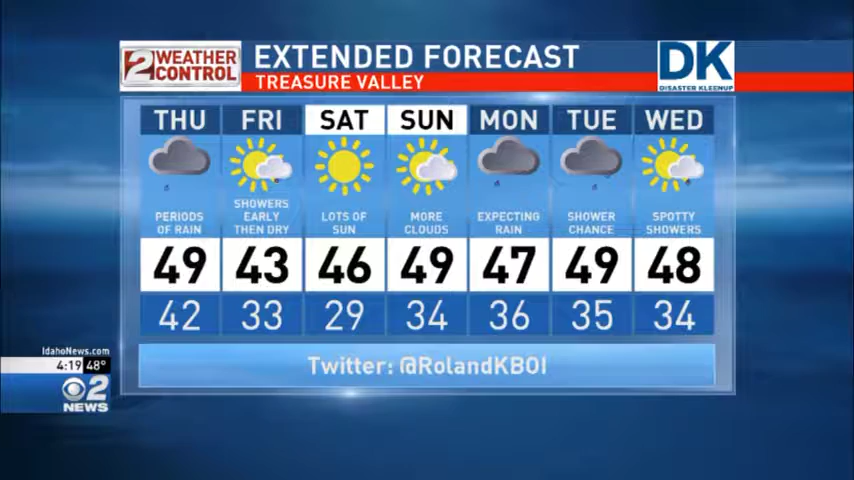 2 WEATHER CONTROL
EXTENDED FORECAST
TREASURE VALLEY
DK
DISASTER KLEENUP
THU FRI SAT SUN MON TUE WED
PERIODS OF RAIN
SHOWERS EARLY THEN DRY
LOTS OF SUN
MORE CLOUDS
EXPECTING RAIN
SHOWER CHANCE
SPOTTY SHOWERS
49 43 46 49 47 49 48
42 33 29 34 36 35 34
Twitter: @RolandKBOI
IdahoNews.com
4:19 48°
2
NEWS